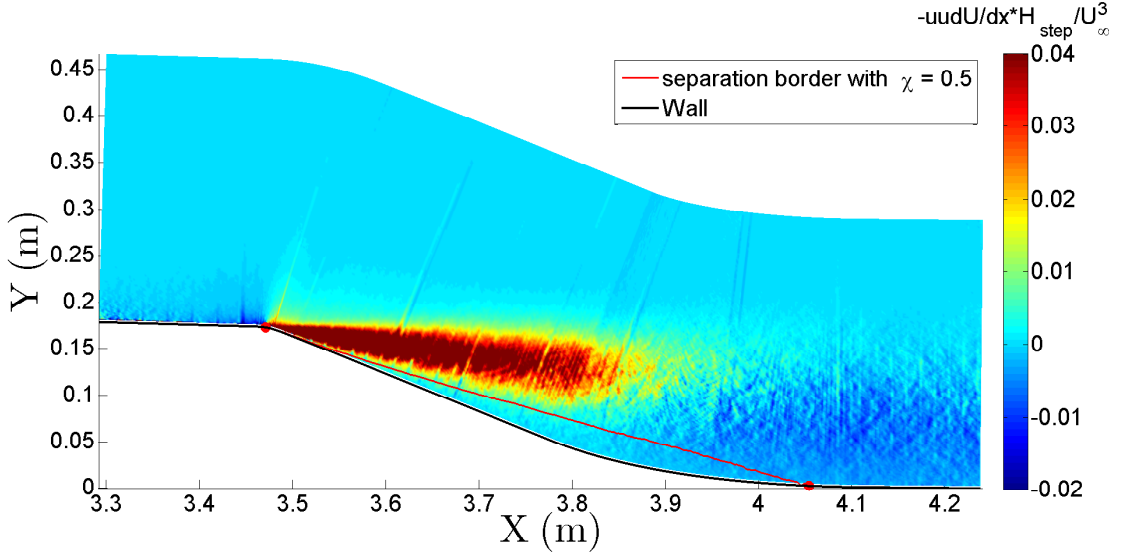 -uudU/dx*H step/U∞^3
separation border with χ = 0.5
Wall
0.04
0.03
0.02
0.01
0
-0.01
-0.02
Y (m)
0.45
0.4
0.35
0.3
0.25
0.2
0.15
0.1
0.05
0
3.3 3.4 3.5 3.6 3.7 3.8 3.9 4 4.1 4.2
X (m)